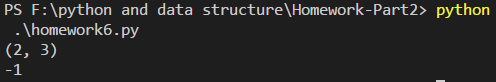 PS F:\python and data structure\Homework-Part2> python
.\homework6.py
(2, 3)
-1